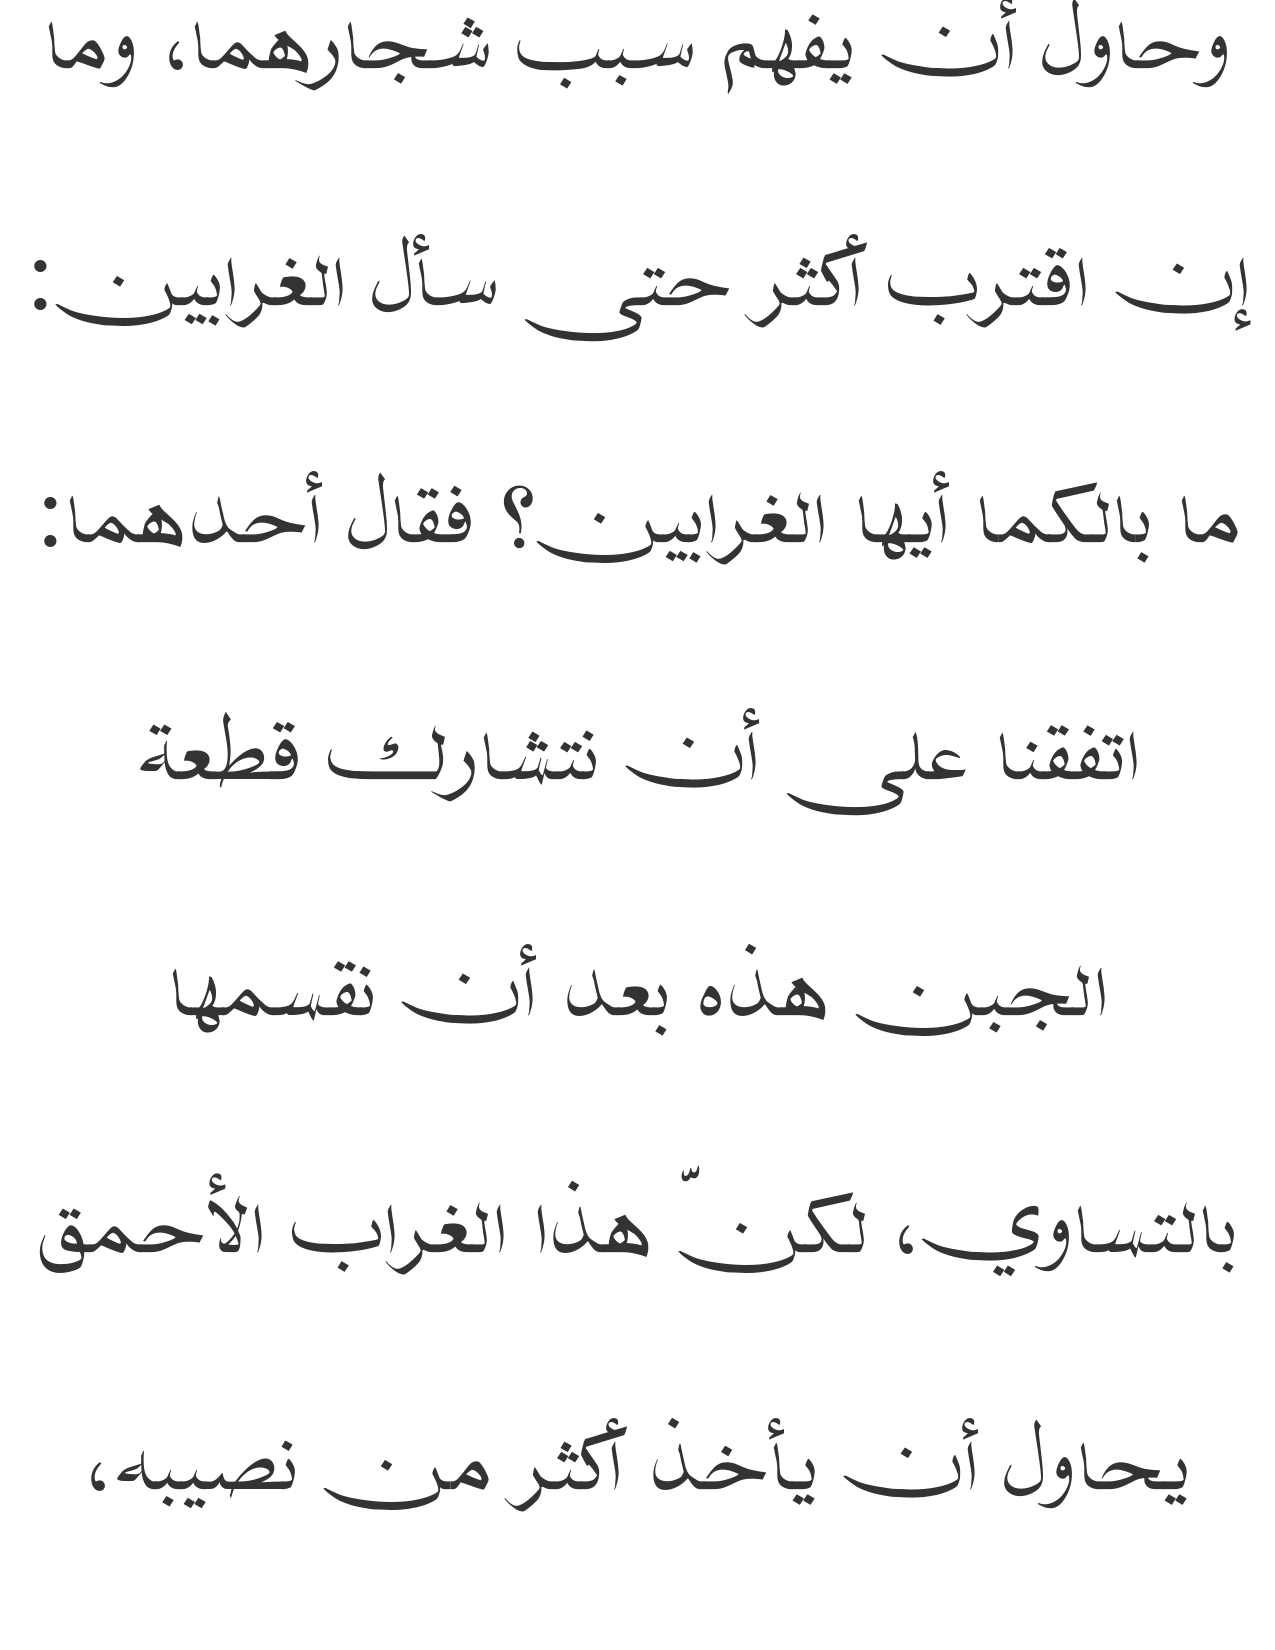 وحاول أن يفهم سبب شجارهما، وما
إن اقترب أكثر حتى سأل الغرابين:
ما بالكما أيها الغرابين؟ فقال أحدهما:
اتفقنا على أن نتشارك قطعة
الجبن هذه بعد أن نقسمها
بالتساوي، لكنّ هذا الغراب الأحمق
يحاول أن يأخذ أكثر من نصيبه،